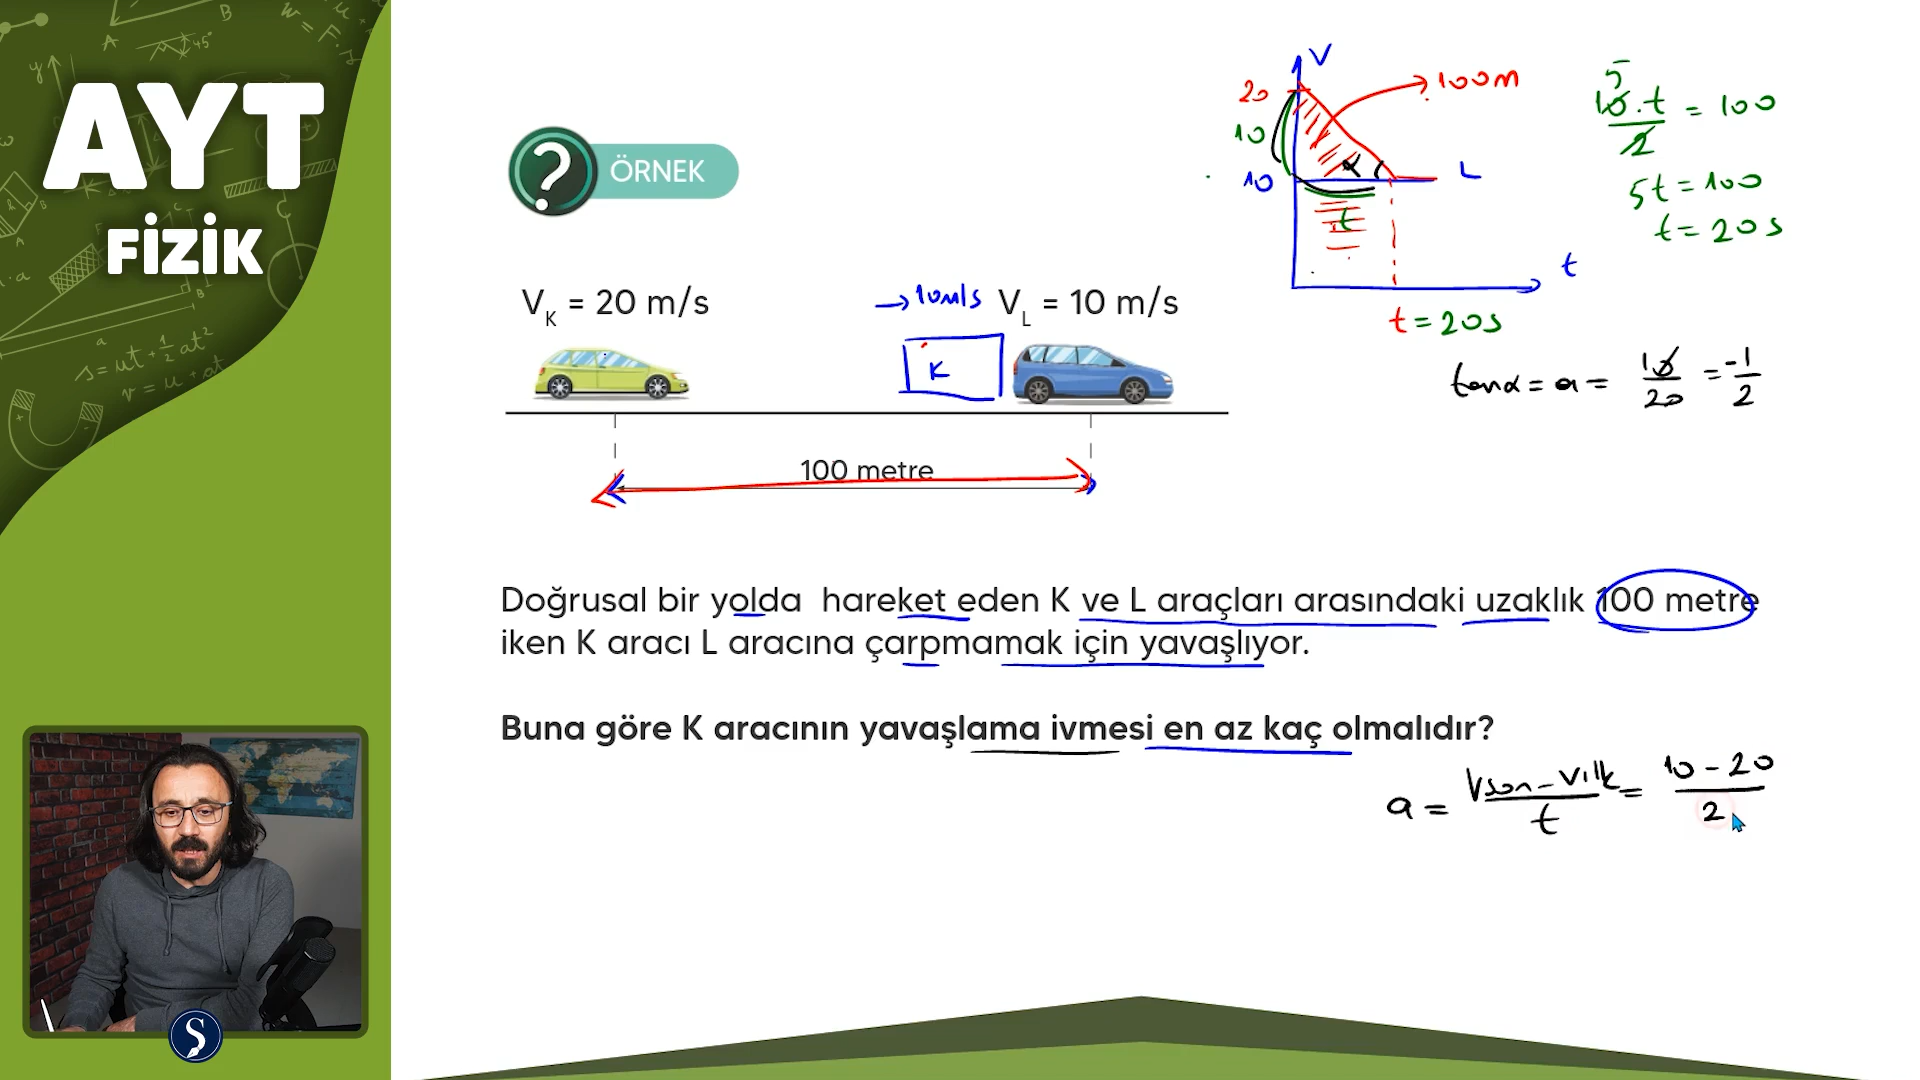 AYT
FİZİK
ÖRNEK
V
20
100m
10
10
L
t
t
t = 20s
5
10.t
2
= 100
5t = 100
t = 20s
tanα = a = 10/20 = -1/2
V_K = 20 m/s
→ 10m/s
V_L = 10 m/s
K
100 metre
Doğrusal bir yolda hareket eden K ve L araçları arasındaki uzaklık 100 metre
iken K aracı L aracına çarpmamak için yavaşlıyor.
Buna göre K aracının yavaşlama ivmesi en az kaç olmalıdır?
a = Vson - Vilk / t = 10 - 20 / 2
S